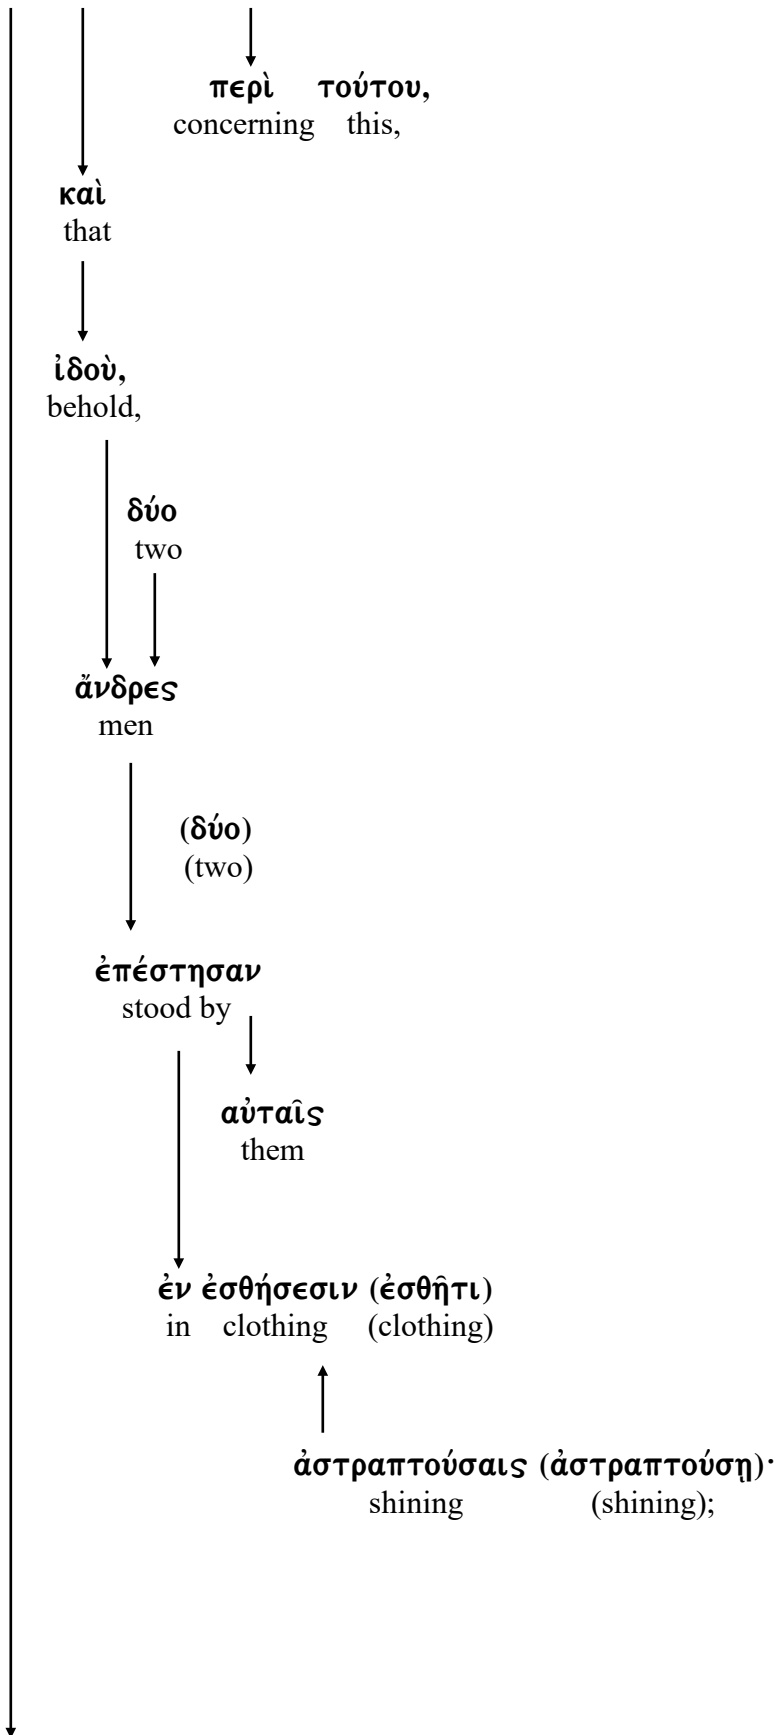 περὶ τούτου,
concerning this,
καὶ
that
ἰδοὺ,
behold,
δύο
two
ἄνδρες
men
(δύο)
(two)
ἐπέστησαν
stood by
αὐταῖς
them
ἐν ἐσθήσεσιν (ἐσθῆτι)
in clothing (clothing)
ἀστραπτούσαις (ἀστραπτούσῃ)·
shining (shining);